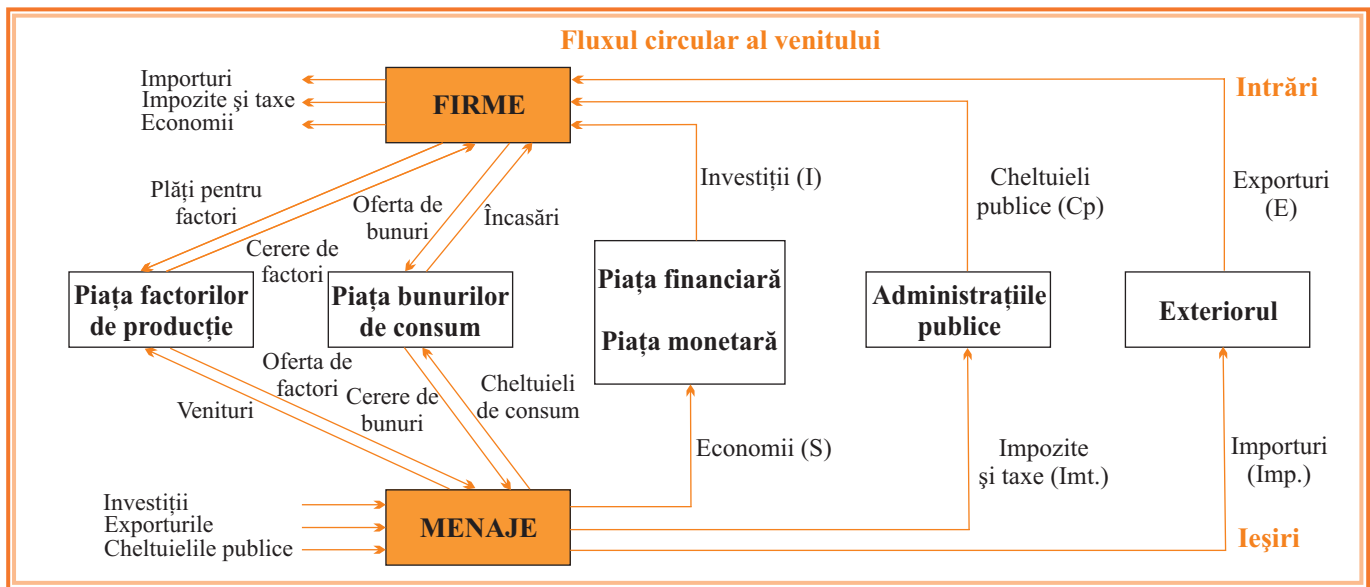 Fluxul circular al venitului
Importuri
Impozite şi taxe
Economii
FIRME
Intrări
Plăți pentru
factori
Cerere de
factori
Oferta de
bunuri
Încasări
Investiții (I)
Cheltuieli
publice (Cp)
Exporturi
(E)
Piața factorilor
de producție
Piața bunurilor
de consum
Piața financiară
Piața monetară
Administrațiile
publice
Exteriorul
Venituri
Oferta de
factori
Cerere de
bunuri
Cheltuieli
de consum
Economii (S)
Impozite
şi taxe (Imt.)
Importuri
(Imp.)
Investiții
Exporturile
Cheltuielile publice
MENAJE
Ieşiri